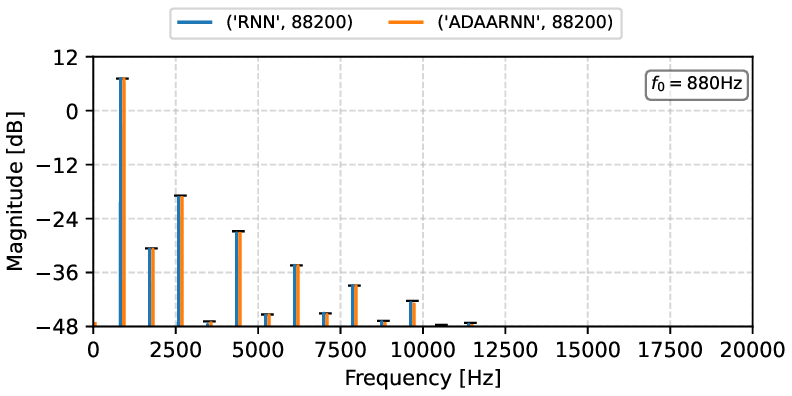 ('RNN', 88200) ('ADAARNN', 88200)
f₀ = 880Hz
Magnitude [dB]
12
0
−12
−24
−36
−48
0 2500 5000 7500 10000 12500 15000 17500 20000
Frequency [Hz]